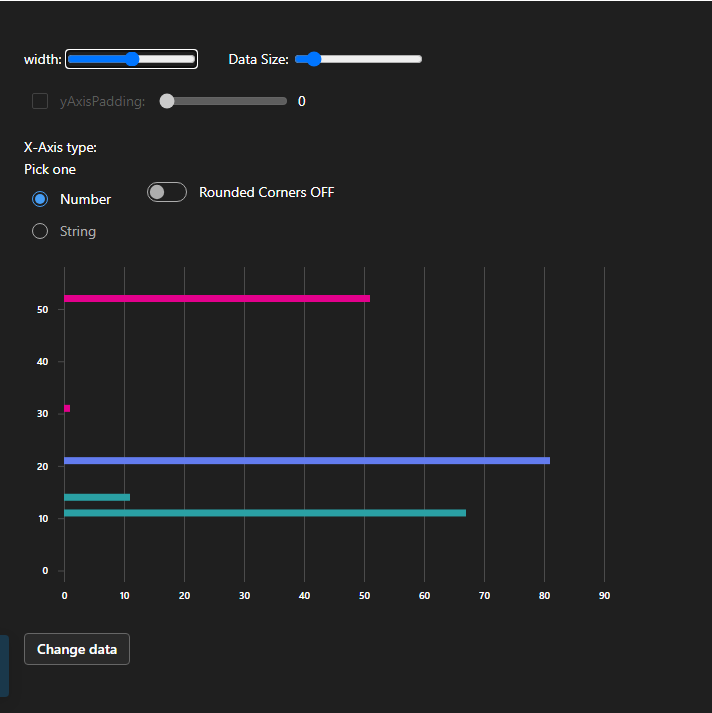 width: Data Size:
yAxisPadding: 0
X-Axis type:
Pick one
Number Rounded Corners OFF
String
50
40
30
20
10
0
0 10 20 30 40 50 60 70 80 90
Change data